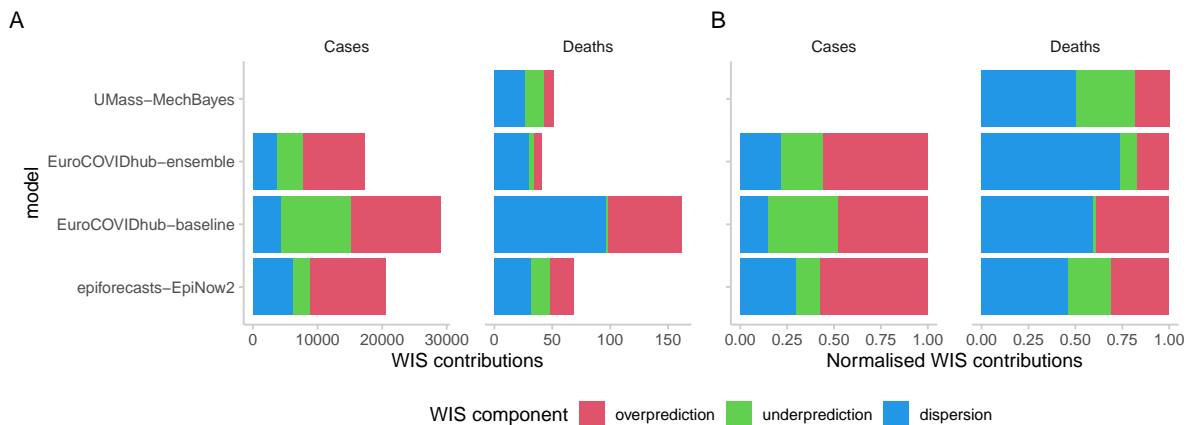 A
B
Cases
Deaths
Cases
Deaths
model
UMass−MechBayes
EuroCOVIDhub−ensemble
EuroCOVIDhub−baseline
epiforecasts−EpiNow2
0 10000 20000 30000
0 50 100 150
0.00 0.25 0.50 0.75 1.00
0.00 0.25 0.50 0.75 1.00
WIS contributions
Normalised WIS contributions
WIS component overprediction underprediction dispersion